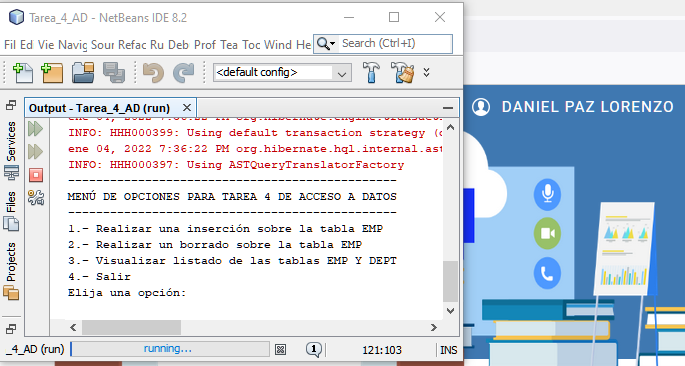 Tarea_4_AD - NetBeans IDE 8.2
Fil Ed Vie Navig Sour Refac Ru Deb Prof Tea Toc Wind He
Search (Ctrl+I)
<default config>
Output - Tarea_4_AD (run)
INFO: HHH000399: Using default transaction strategy (
ene 04, 2022 7:36:22 PM org.hibernate.hql.internal.ast
INFO: HHH000397: Using ASTQueryTranslatorFactory
------------------------------------------------
MENÚ DE OPCIONES PARA TAREA 4 DE ACCESO A DATOS
------------------------------------------------
1.- Realizar una inserción sobre la tabla EMP
2.- Realizar un borrado sobre la tabla EMP
3.- Visualizar listado de las tablas EMP Y DEPT
4.- Salir
Elija una opción:
Services
Files
Projects
_4_AD (run)
running...
1
121:103
INS
DANIEL PAZ LORENZO